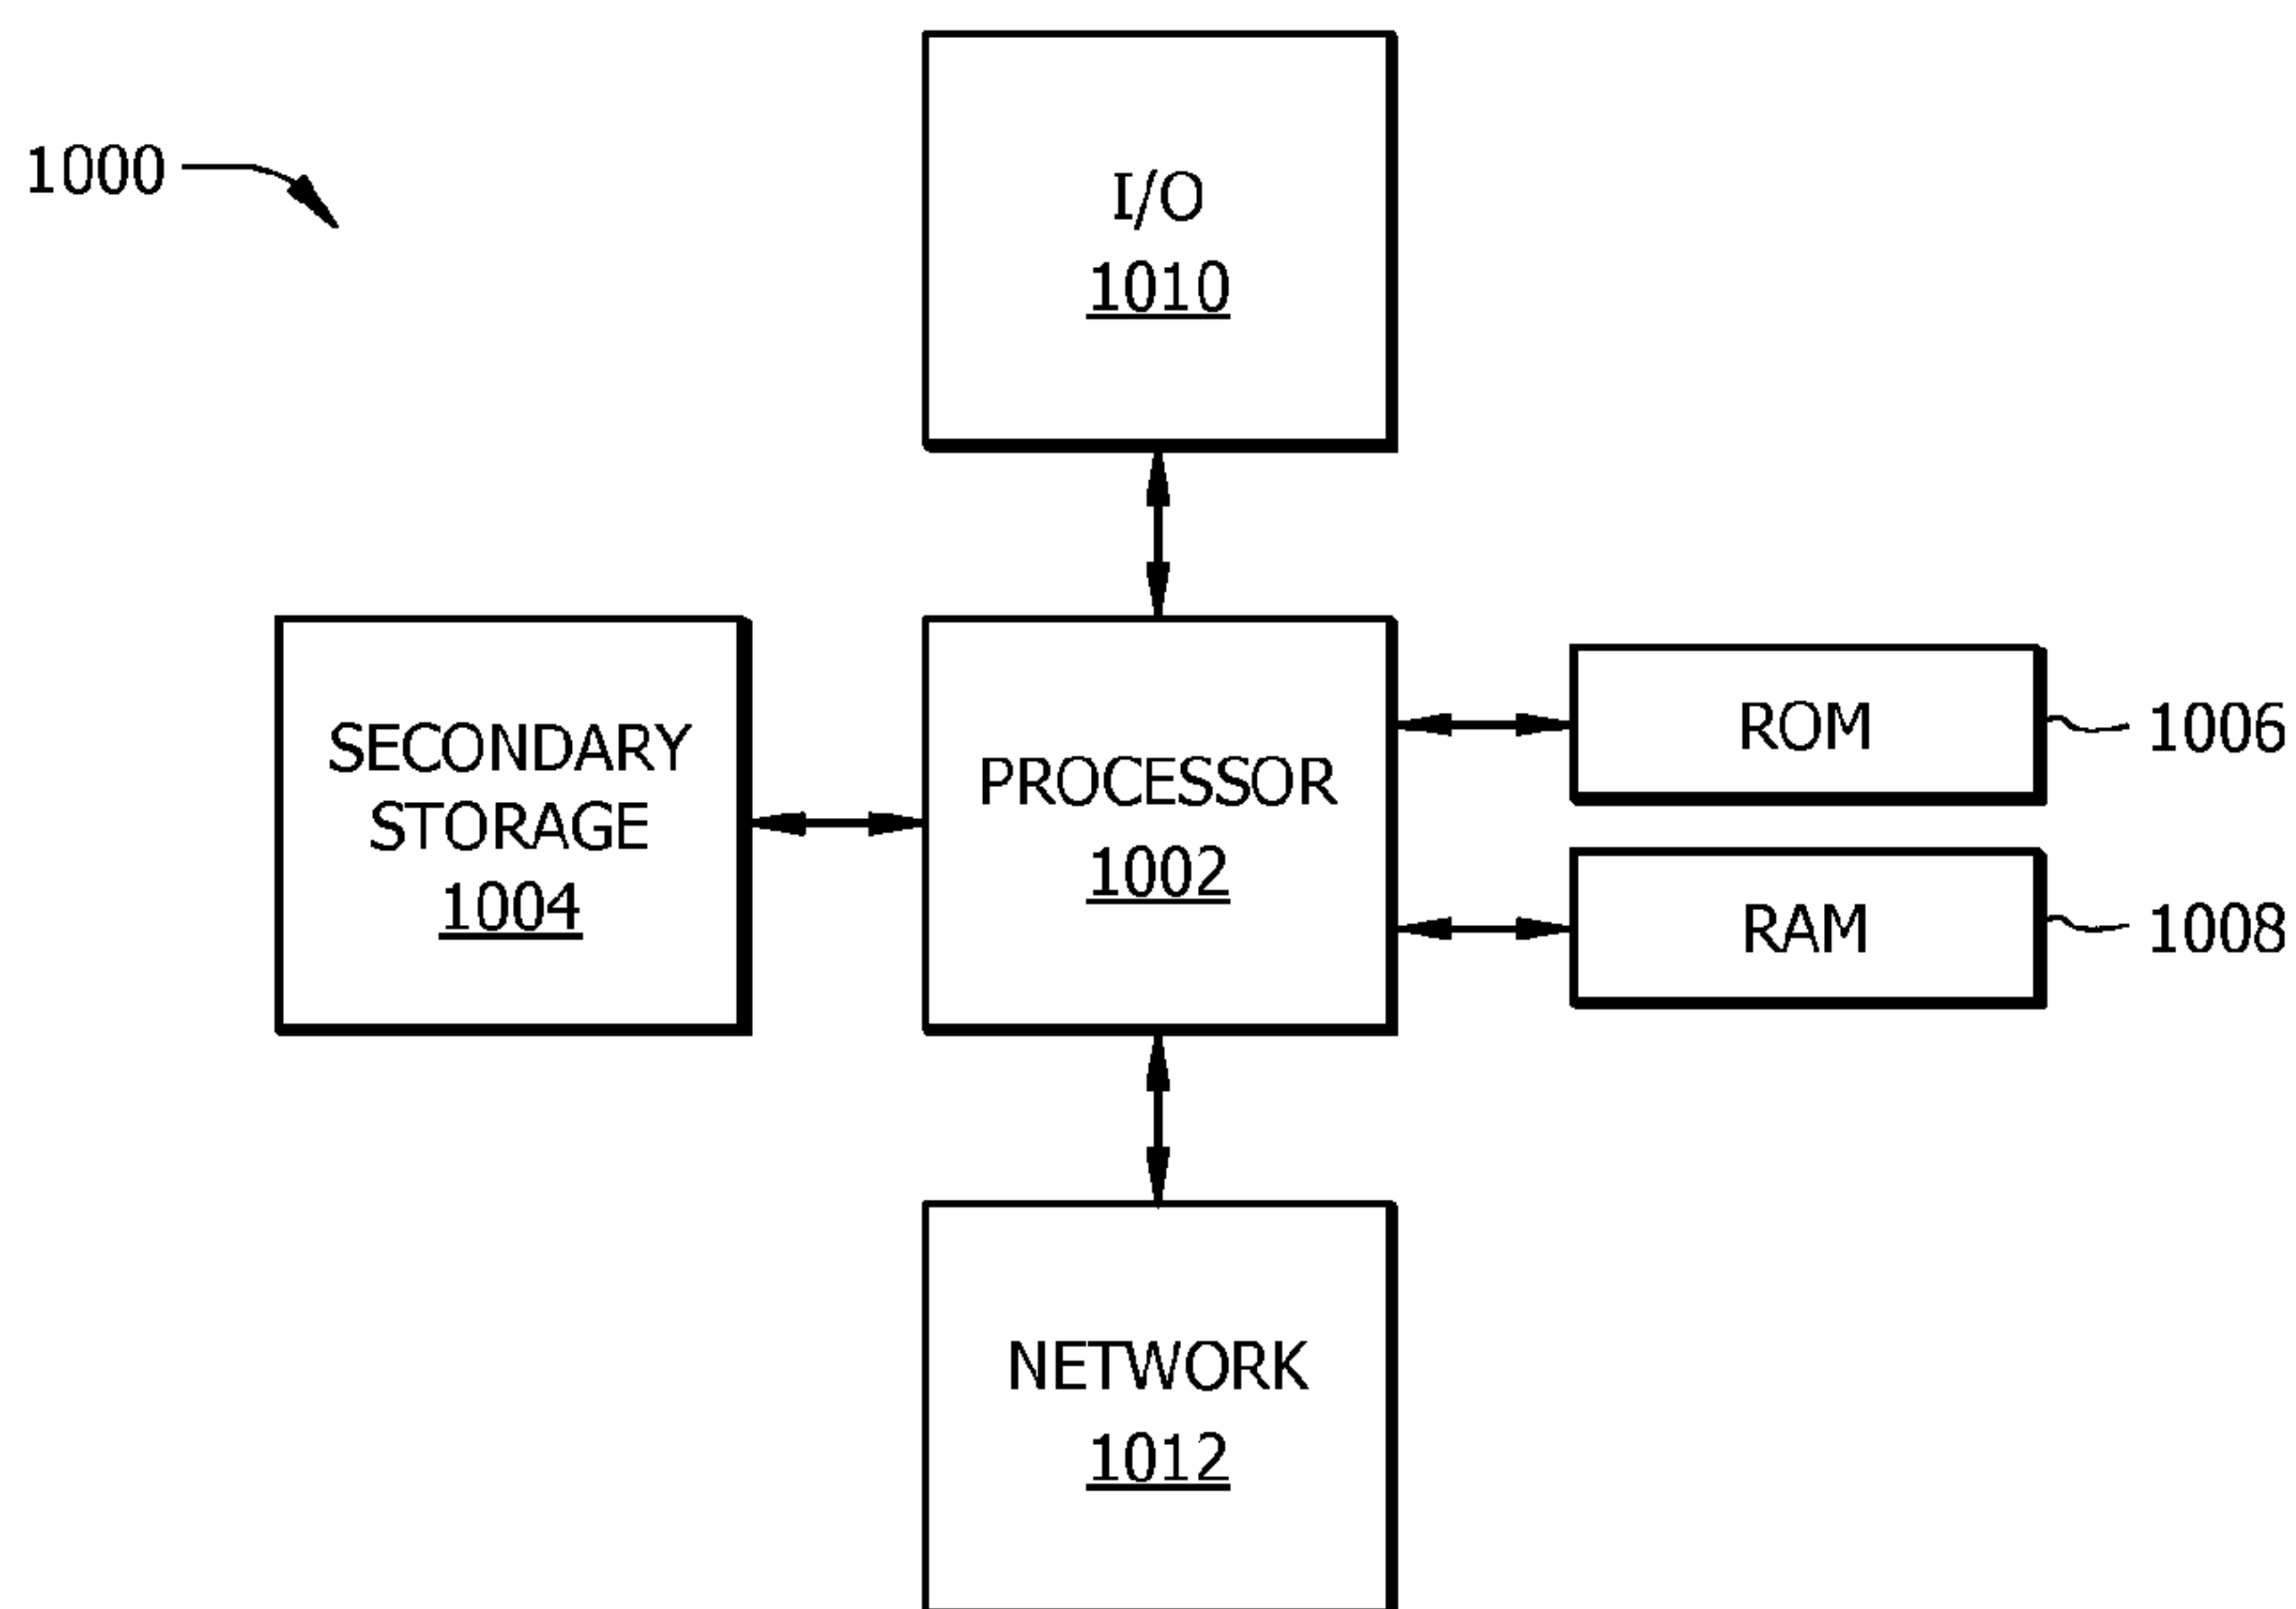 1000
I/O
1010
SECONDARY
STORAGE
1004
PROCESSOR
1002
ROM
1006
RAM
1008
NETWORK
1012